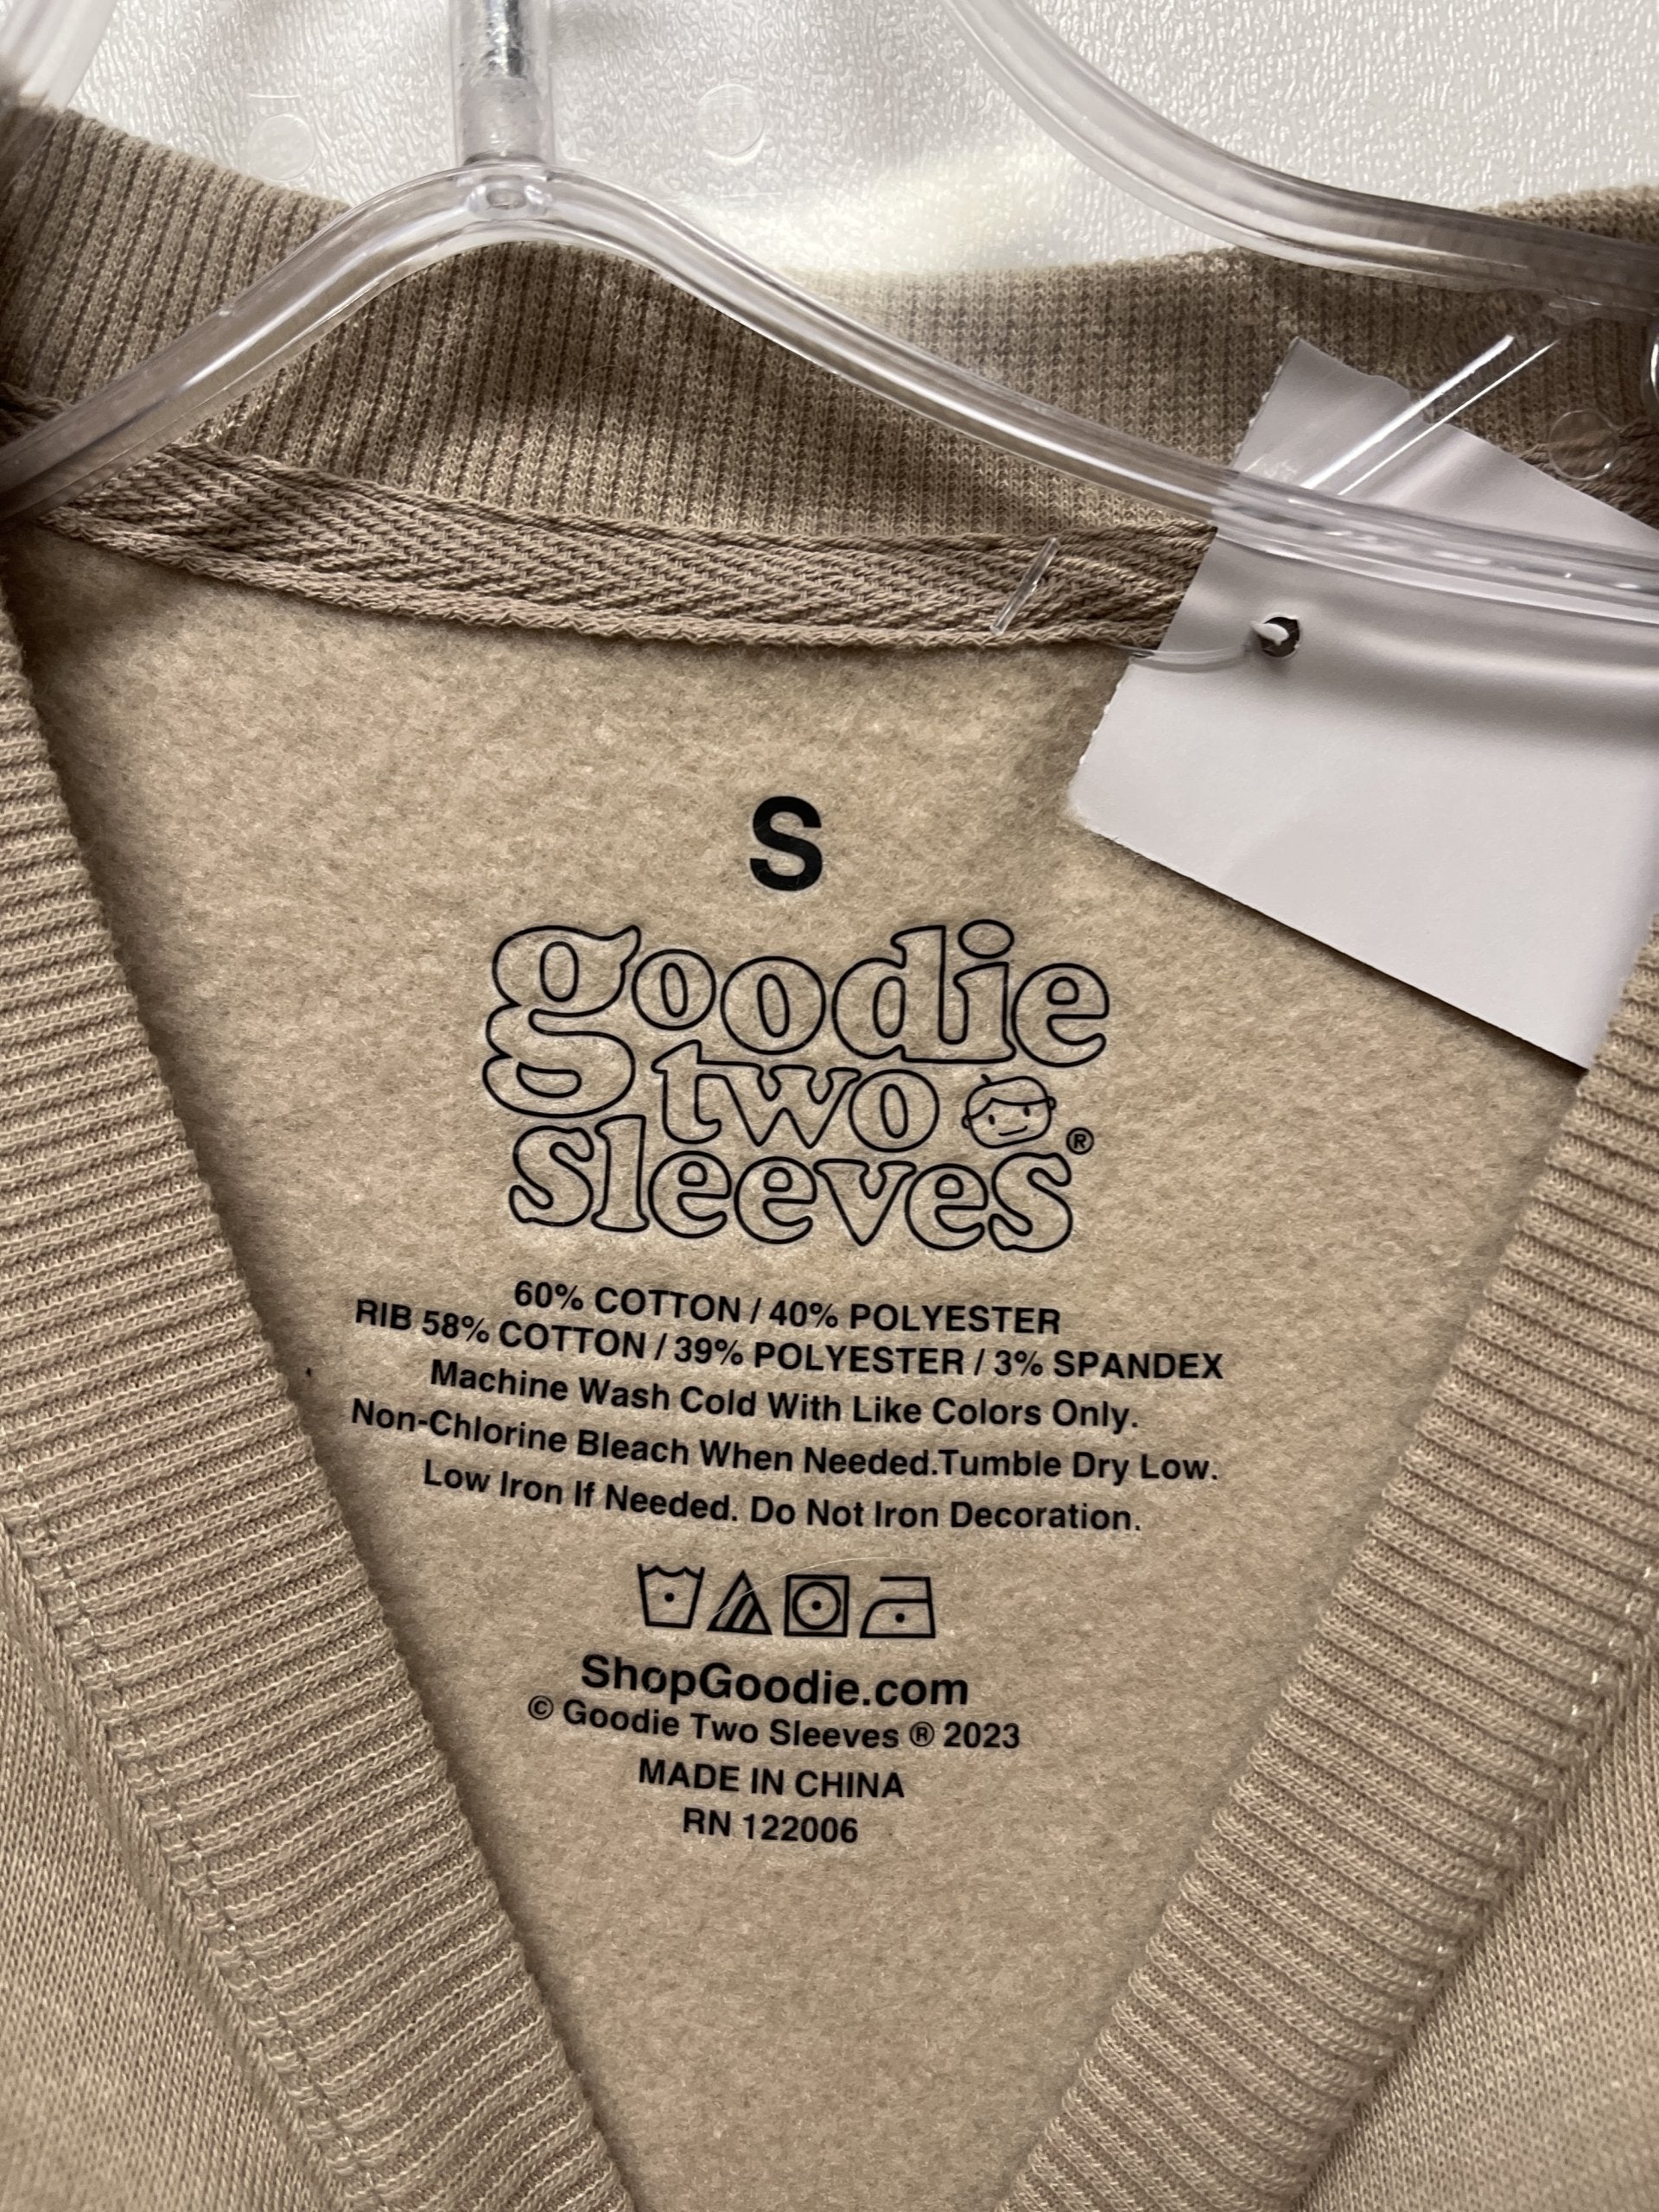 S
goodie
two
sleeves®
60% COTTON / 40% POLYESTER
RIB 58% COTTON / 39% POLYESTER / 3% SPANDEX
Machine Wash Cold With Like Colors Only.
Non-Chlorine Bleach When Needed.Tumble Dry Low.
Low Iron If Needed. Do Not Iron Decoration.
ShopGoodie.com
© Goodie Two Sleeves ® 2023
MADE IN CHINA
RN 122006